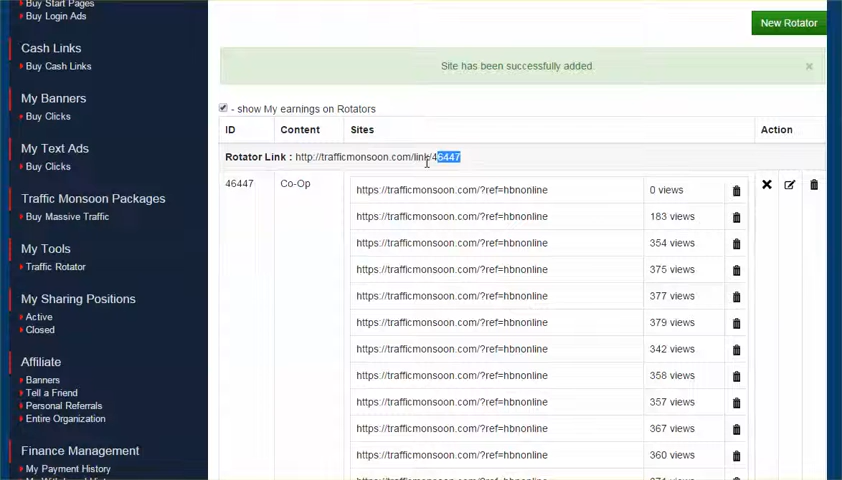 Buy Start Pages
Buy Login Ads
Cash Links
Buy Cash Links
My Banners
Buy Clicks
My Text Ads
Buy Clicks
Traffic Monsoon Packages
Buy Massive Traffic
My Tools
Traffic Rotator
My Sharing Positions
Active
Closed
Affiliate
Banners
Tell a Friend
Personal Referrals
Entire Organization
Finance Management
My Payment History
New Rotator
Site has been successfully added. ×
- show My earnings on Rotators
ID Content Sites Action
Rotator Link : http://trafficmonsoon.com/link/46447
46447 Co-Op https://trafficmonsoon.com/?ref=hbnonline 0 views
https://trafficmonsoon.com/?ref=hbnonline 183 views
https://trafficmonsoon.com/?ref=hbnonline 354 views
https://trafficmonsoon.com/?ref=hbnonline 375 views
https://trafficmonsoon.com/?ref=hbnonline 377 views
https://trafficmonsoon.com/?ref=hbnonline 379 views
https://trafficmonsoon.com/?ref=hbnonline 342 views
https://trafficmonsoon.com/?ref=hbnonline 358 views
https://trafficmonsoon.com/?ref=hbnonline 357 views
https://trafficmonsoon.com/?ref=hbnonline 367 views
https://trafficmonsoon.com/?ref=hbnonline 360 views